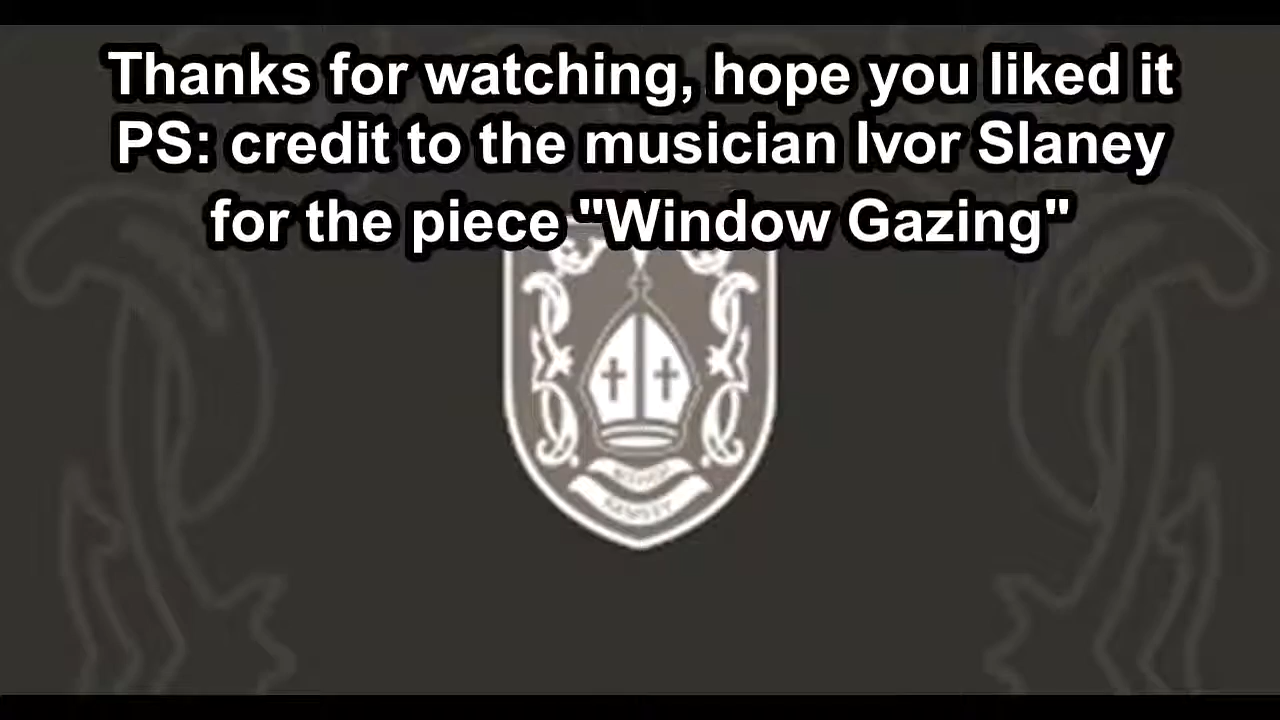 Thanks for watching, hope you liked it
PS: credit to the musician Ivor Slaney
for the piece "Window Gazing"
RAMSEY